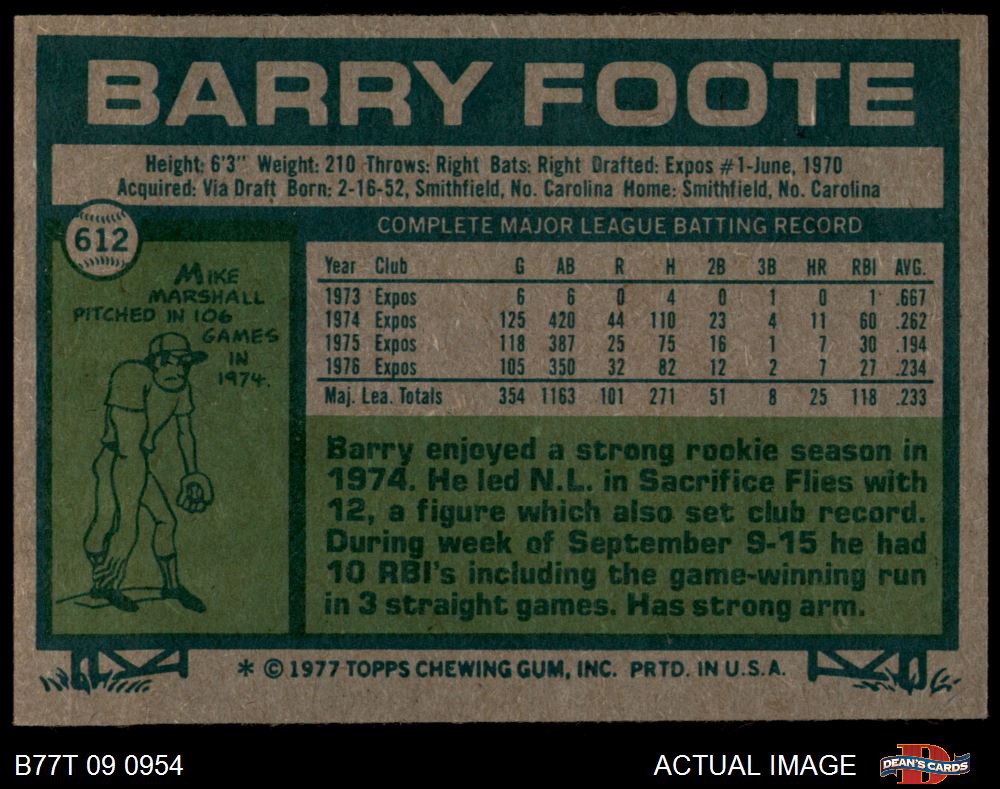 BARRY FOOTE
Height: 6'3" Weight: 210 Throws: Right Bats: Right Drafted: Expos #1-June, 1970
Acquired: Via Draft Born: 2-16-52, Smithfield, No. Carolina Home: Smithfield, No. Carolina
612
MIKE
MARSHALL
PITCHED IN 106
GAMES
IN
1974.
COMPLETE MAJOR LEAGUE BATTING RECORD
Year Club G AB R H 2B 3B HR RBI AVG.
1973 Expos 6 6 0 4 0 1 0 1 .667
1974 Expos 125 420 44 110 23 4 11 60 .262
1975 Expos 118 387 25 75 16 1 7 30 .194
1976 Expos 105 350 32 82 12 2 7 27 .234
Maj. Lea. Totals 354 1163 101 271 51 8 25 118 .233
Barry enjoyed a strong rookie season in
1974. He led N.L. in Sacrifice Flies with
12, a figure which also set club record.
During week of September 9-15 he had
10 RBI's including the game-winning run
in 3 straight games. Has strong arm.
* © 1977 TOPPS CHEWING GUM, INC. PRTD. IN U.S.A.
B77T 09 0954
ACTUAL IMAGE
D
DEAN'S CARDS